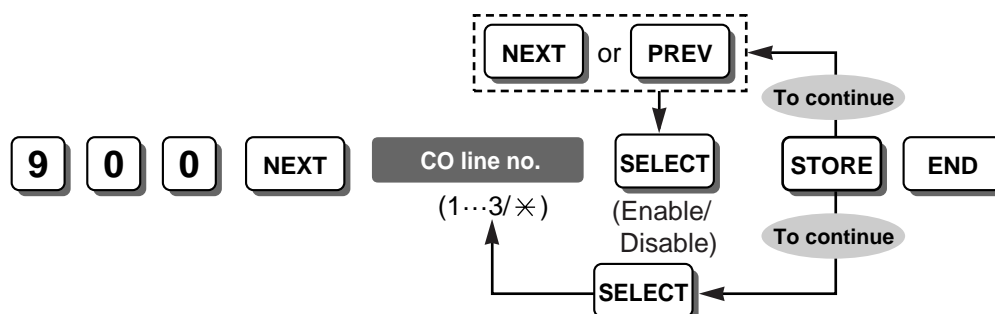 NEXT or PREV
To continue
9 0 0 NEXT CO line no. SELECT STORE END
(1···3/✳)
(Enable/
Disable)
To continue
SELECT